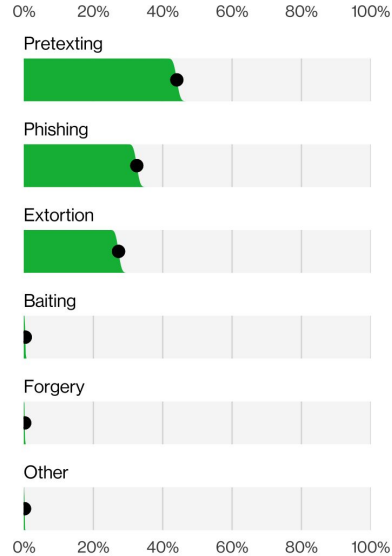 0% 20% 40% 60% 80% 100%
Pretexting
Phishing
Extortion
Baiting
Forgery
Other
0% 20% 40% 60% 80% 100%